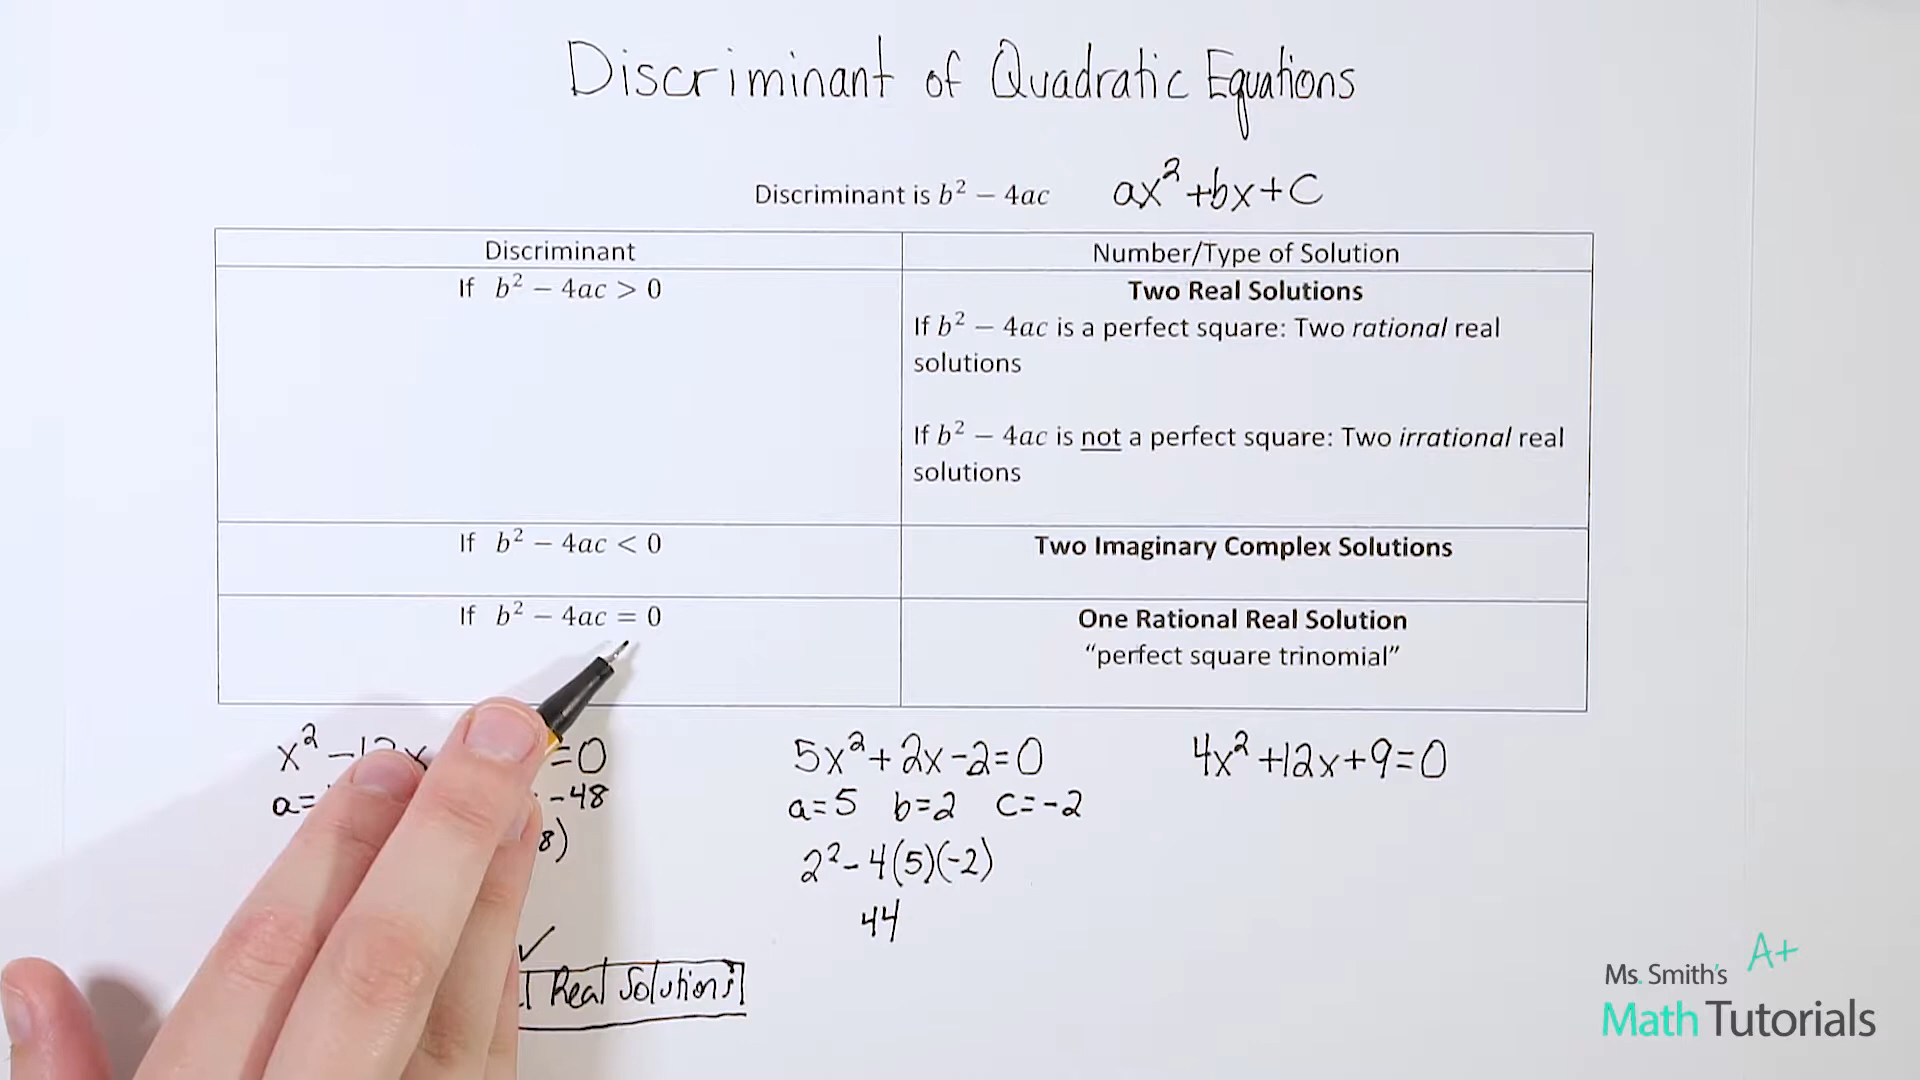 Discriminant of Quadratic Equations
Discriminant is b² − 4ac ax²+bx+c
Discriminant Number/Type of Solution
If b² − 4ac > 0 Two Real Solutions
If b² − 4ac is a perfect square: Two rational real
solutions
If b² − 4ac is not a perfect square: Two irrational real
solutions
If b² − 4ac < 0 Two Imaginary Complex Solutions
If b² − 4ac = 0 One Rational Real Solution
“perfect square trinomial”
x² −12x =0
a= -48
8)
✓
Real Solutions
5x²+2x-2=0
a=5 b=2 c=-2
2²-4(5)(-2)
44
4x²+12x+9=0
A+
Ms. Smith's
Math Tutorials